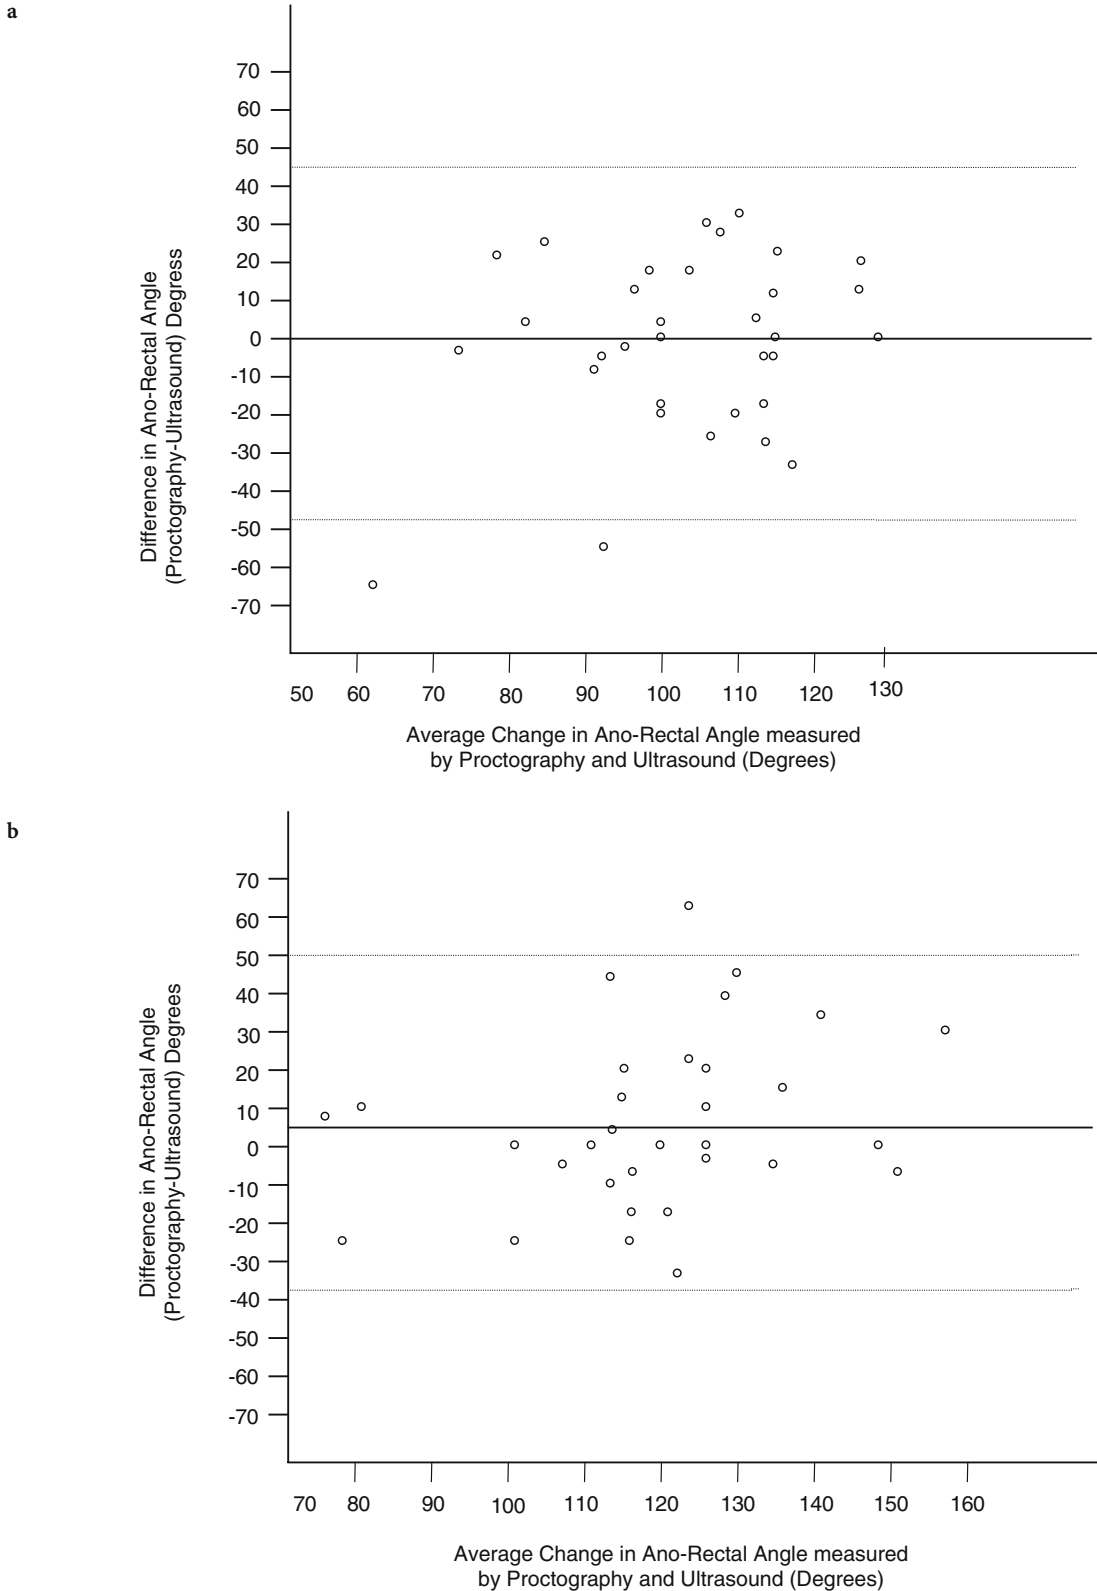 a
70
60
50
40
30
20
10
0
-10
-20
-30
-40
-50
-60
-70
Difference in Ano-Rectal Angle
(Proctography-Ultrasound) Degress
50 60 70 80 90 100 110 120 130
Average Change in Ano-Rectal Angle measured
by Proctography and Ultrasound (Degrees)
b
70
60
50
40
30
20
10
0
-10
-20
-30
-40
-50
-60
-70
Difference in Ano-Rectal Angle
(Proctography-Ultrasound) Degrees
70 80 90 100 110 120 130 140 150 160
Average Change in Ano-Rectal Angle measured
by Proctography and Ultrasound (Degrees)